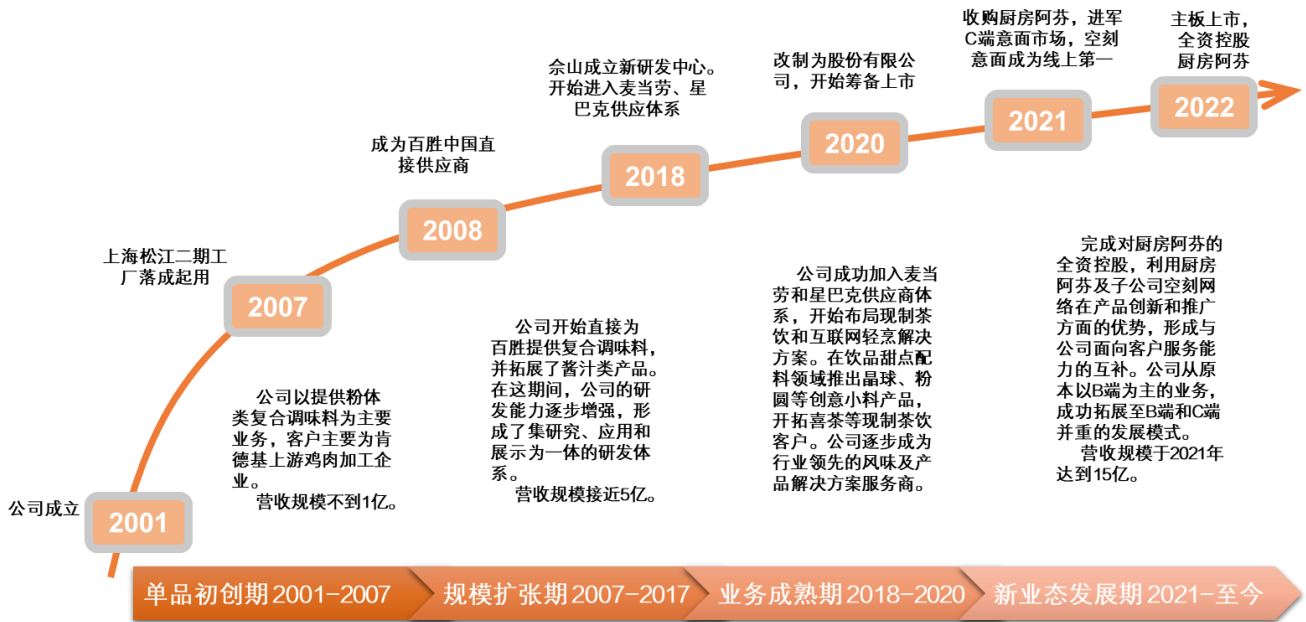 收购厨房阿芬，进军
C端意面市场，空刻
意面成为线上第一
主板上市，
全资控股
厨房阿芬
佘山成立新研发中心。
开始进入麦当劳、星
巴克供应体系
改制为股份有限公
司，开始筹备上市
2022
2021
2020
成为百胜中国直
接供应商
2018
2008
上海松江二期工
厂落成起用
2007
公司成立
2001
公司以提供粉体
类复合调味料为主要
业务，客户主要为肯
德基上游鸡肉加工企
业。
营收规模不到1亿。
公司开始直接为
百胜提供复合调味料，
并拓展了酱汁类产品。
在这期间，公司的研
发能力逐步增强，形
成了集研究、应用和
展示为一体的研发体
系。
营收规模接近5亿。
公司成功加入麦当
劳和星巴克供应商体
系，开始布局现制茶
饮和互联网轻烹解决
方案。在饮品甜点配
料领域推出晶球、粉
圆等创意小料产品，
开拓喜茶等现制茶饮
客户。公司逐步成为
行业领先的风味及产
品解决方案服务商。
完成对厨房阿芬的
全资控股，利用厨房
阿芬及子公司空刻网
络在产品创新和推广
方面的优势，形成与
公司面向客户服务能
力的互补。公司从原
本以B端为主的业务，
成功拓展至B端和C端
并重的发展模式。
营收规模于2021年
达到15亿。
单品初创期2001-2007
规模扩张期2007-2017
业务成熟期2018-2020
新业态发展期2021-至今